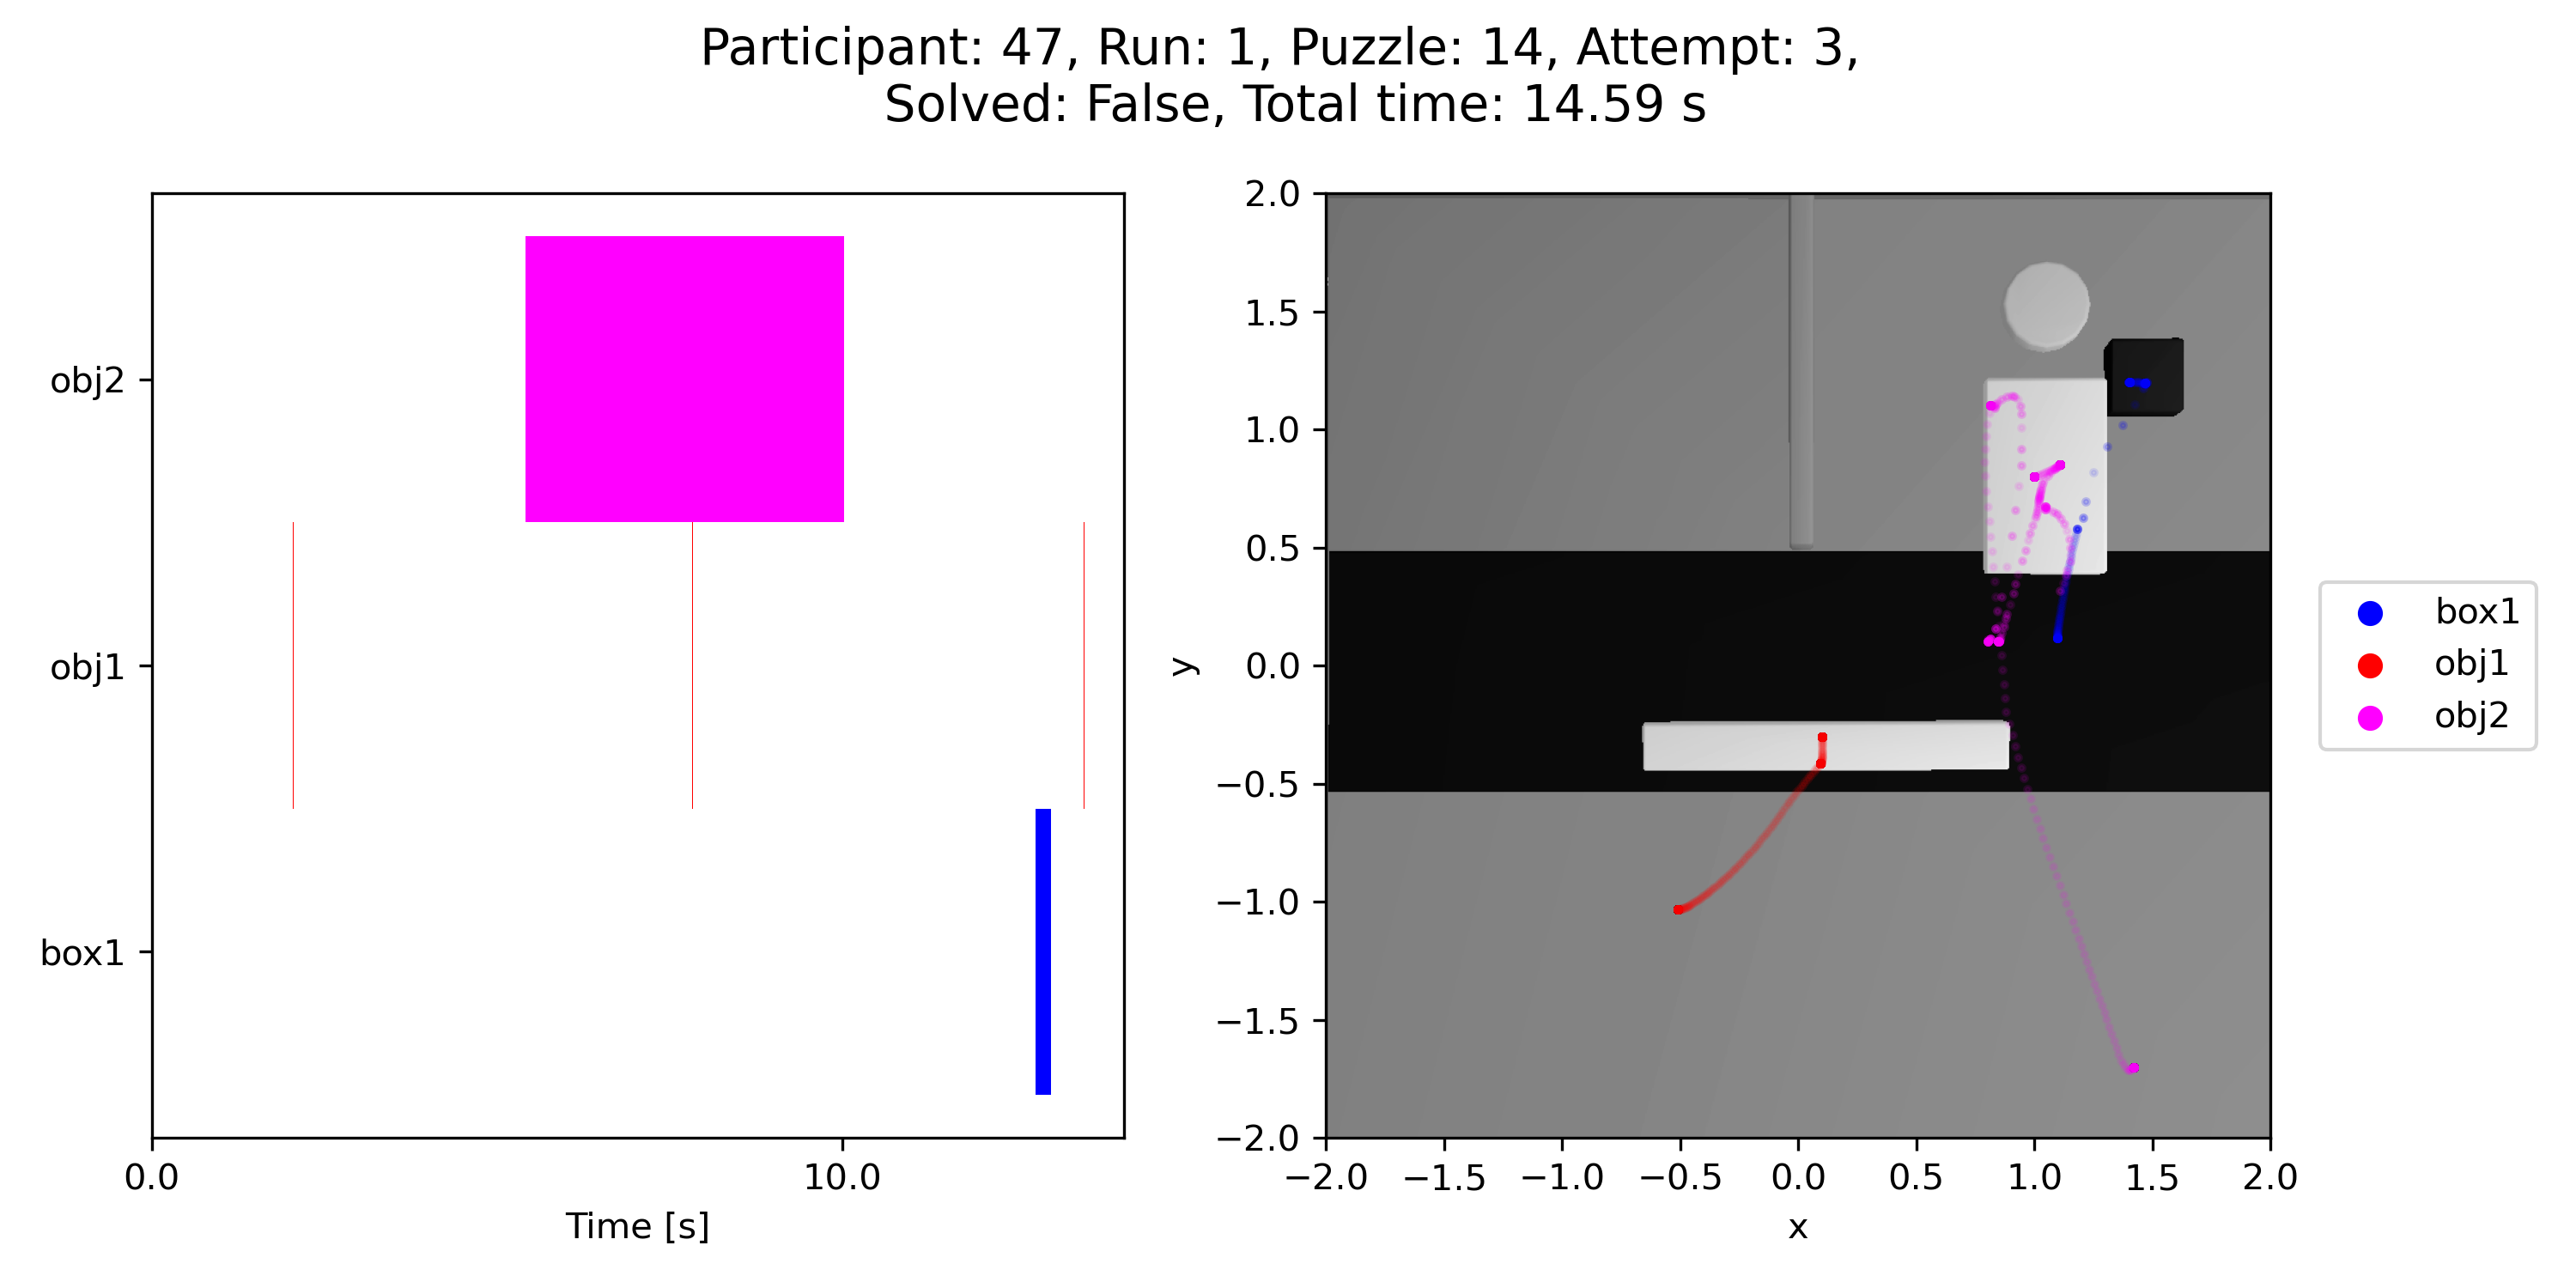 Participant: 47, Run: 1, Puzzle: 14, Attempt: 3,
Solved: False, Total time: 14.59 s
obj2
obj1
box1
0.0
10.0
Time [s]
2.0
1.5
1.0
0.5
0.0
−0.5
−1.0
−1.5
−2.0
y
−2.0
−1.5
−1.0
−0.5
0.0
0.5
1.0
1.5
2.0
x
box1
obj1
obj2